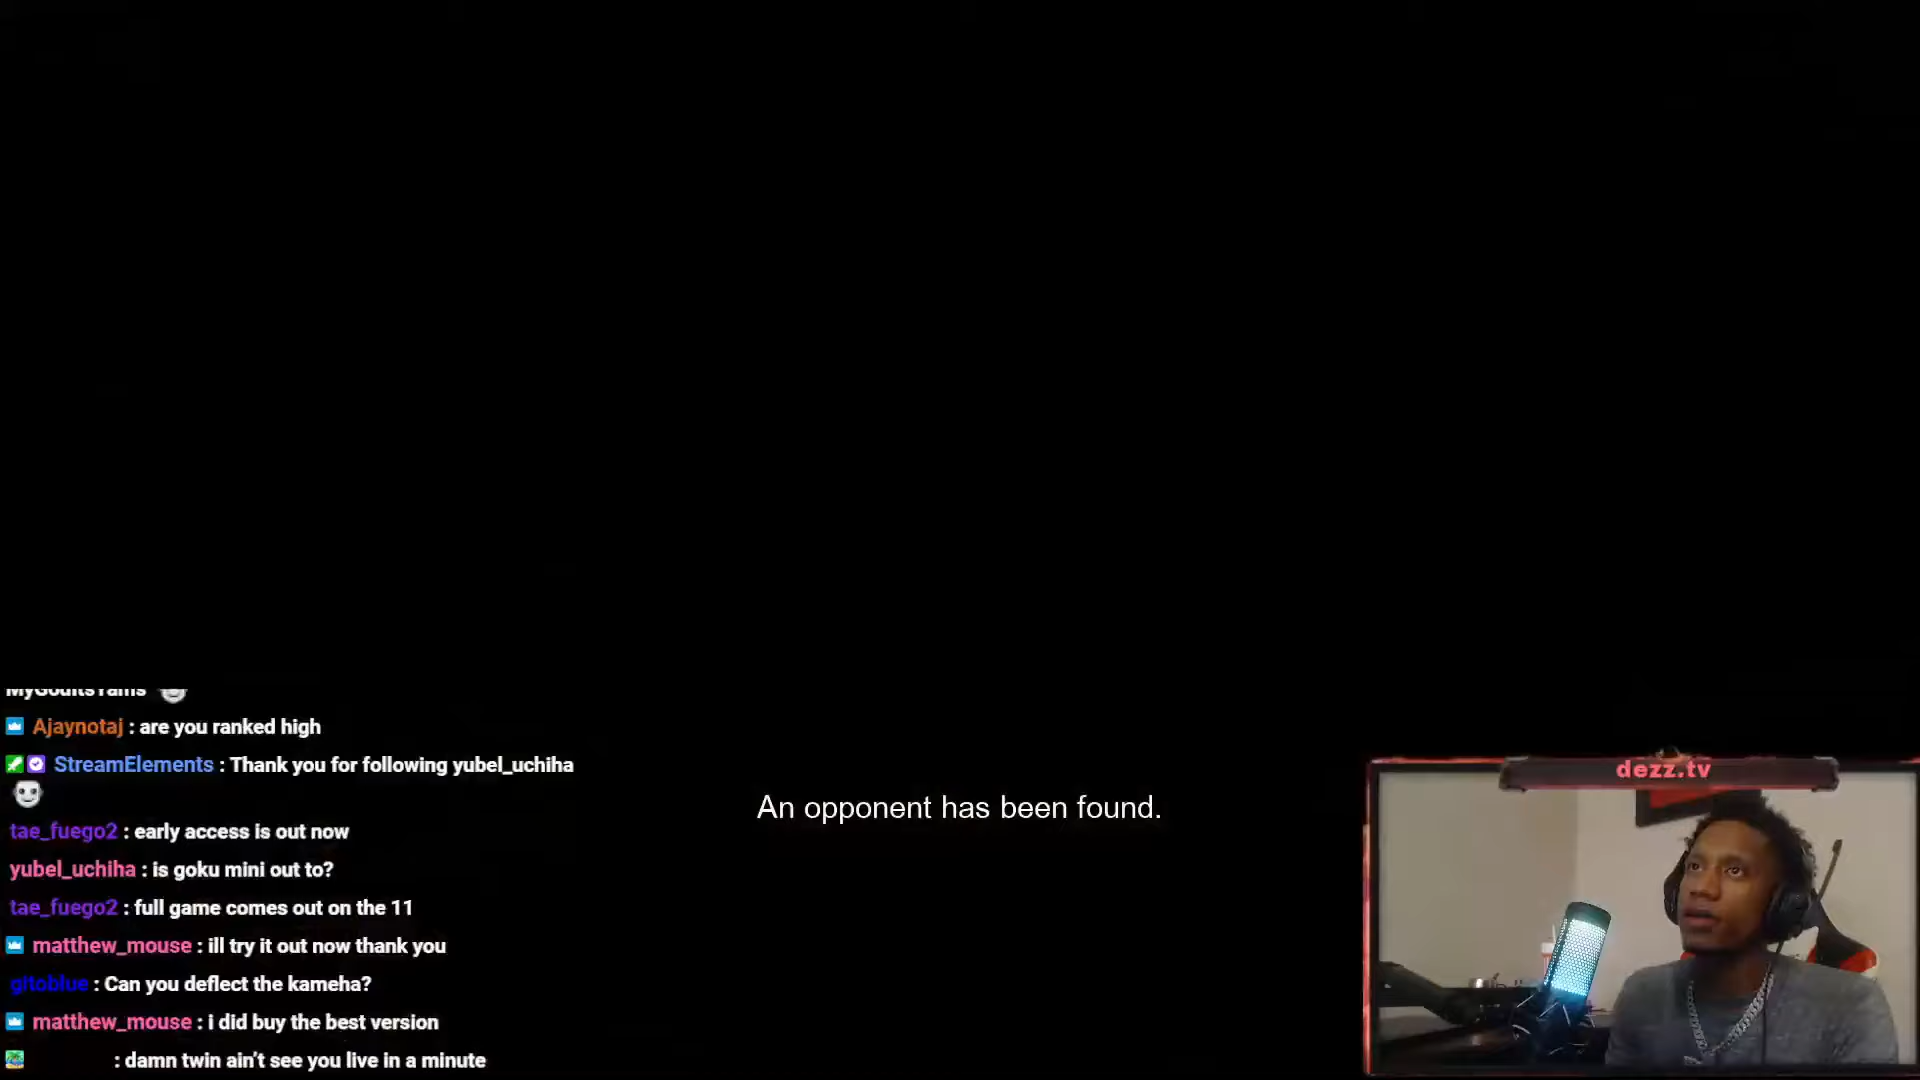 MyGoditsYams
Ajaynotaj : are you ranked high
StreamElements : Thank you for following yubel_uchiha
tae_fuego2 : early access is out now
yubel_uchiha : is goku mini out to?
tae_fuego2 : full game comes out on the 11
matthew_mouse : ill try it out now thank you
gitoblue : Can you deflect the kameha?
matthew_mouse : i did buy the best version
: damn twin ain't see you live in a minute
An opponent has been found.
dezz.tv